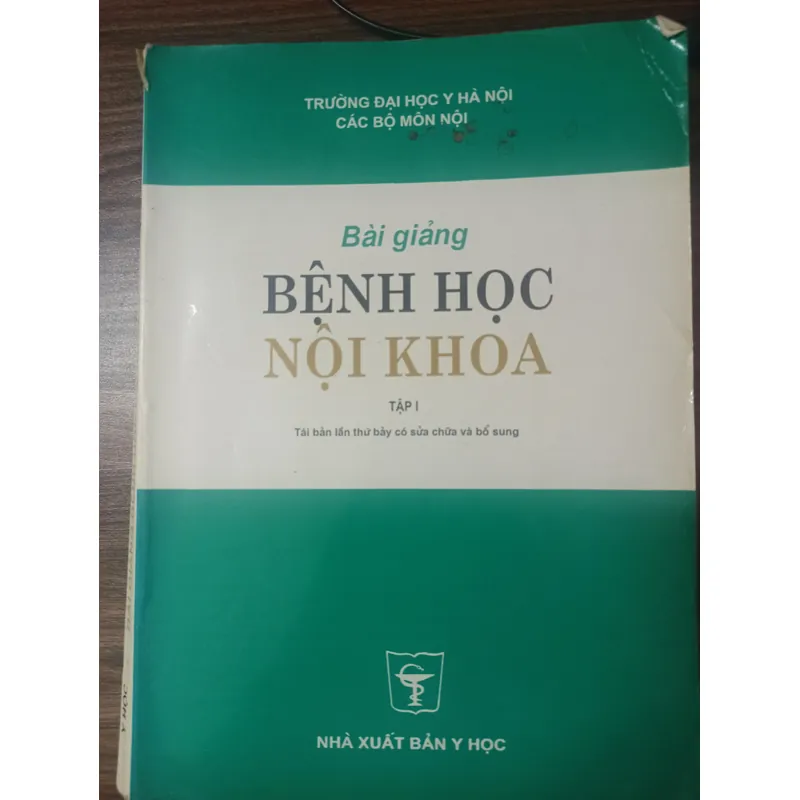 TRƯỜNG ĐẠI HỌC Y HÀ NỘI
CÁC BỘ MÔN NỘI
Bài giảng
BỆNH HỌC
NỘI KHOA
TẬP I
Tái bản lần thứ bảy có sửa chữa và bổ sung
NHÀ XUẤT BẢN Y HỌC
Y HỌC